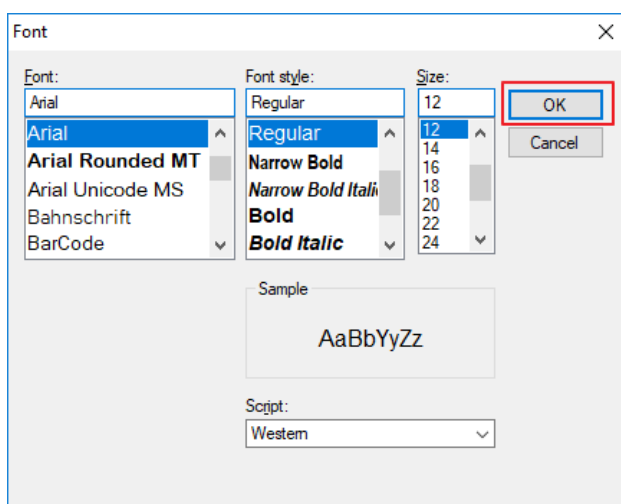 Font
Font:
Arial
Arial
Arial Rounded MT
Arial Unicode MS
Bahnschrift
BarCode
Font style:
Regular
Regular
Narrow Bold
Narrow Bold Itali
Bold
Bold Italic
Size:
12
12
14
16
18
20
22
24
OK
Cancel
Sample
AaBbYyZz
Script:
Western